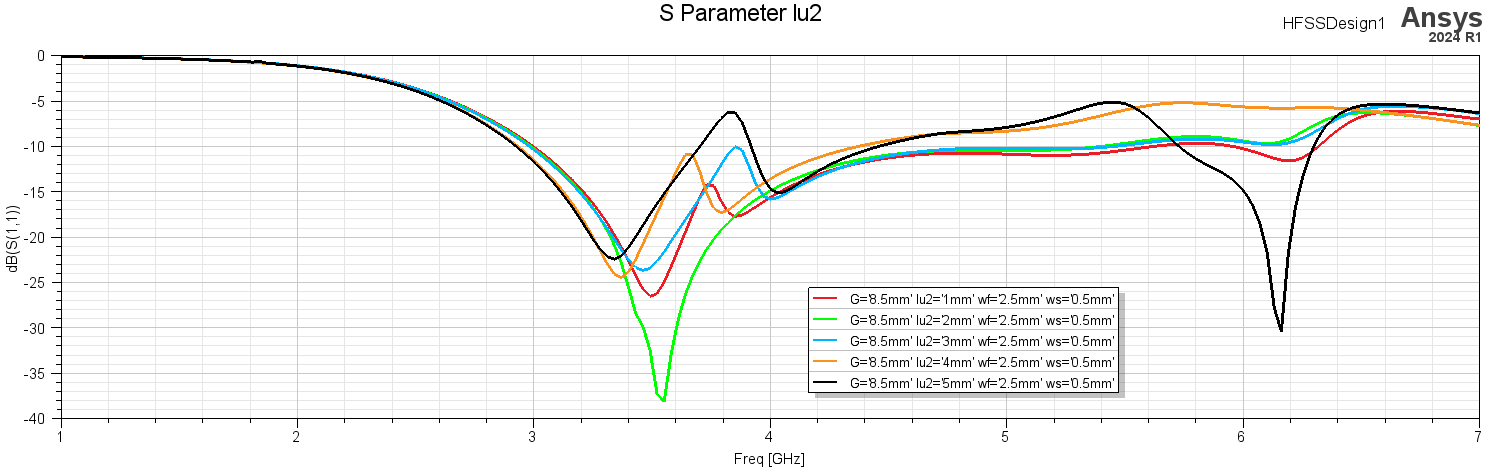 S Parameter lu2
HFSSDesign1
Ansys
2024 R1
0
-5
-10
-15
-20
-25
-30
-35
-40
dB(S(1,1))
G='8.5mm' lu2='1mm' wf='2.5mm' ws='0.5mm'
G='8.5mm' lu2='2mm' wf='2.5mm' ws='0.5mm'
G='8.5mm' lu2='3mm' wf='2.5mm' ws='0.5mm'
G='8.5mm' lu2='4mm' wf='2.5mm' ws='0.5mm'
G='8.5mm' lu2='5mm' wf='2.5mm' ws='0.5mm'
1 2 3 4 5 6 7
Freq [GHz]